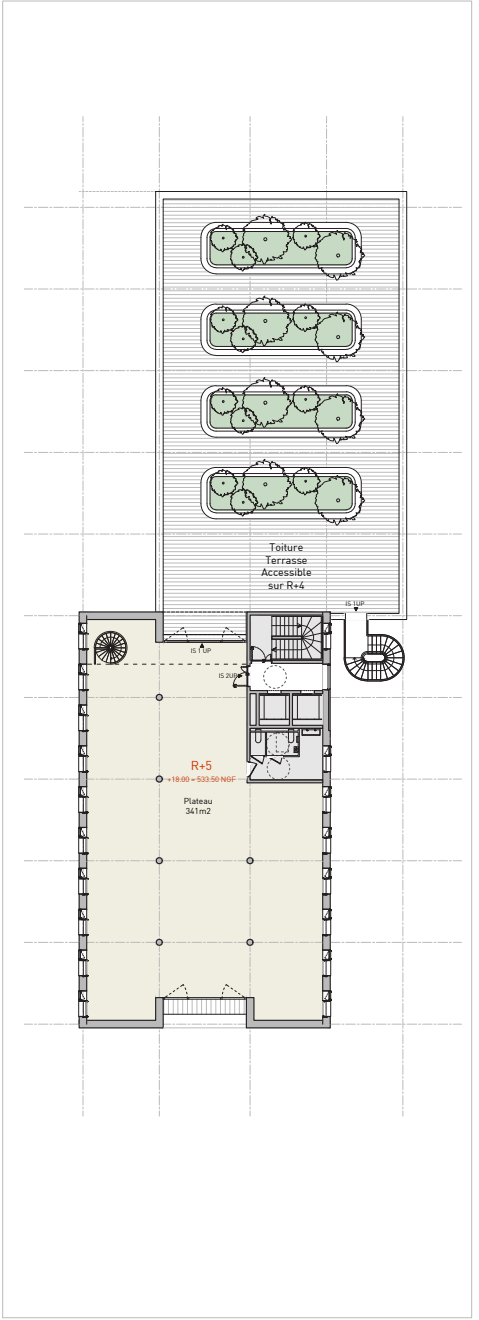 Toiture
Terrasse
Accessible
sur R+4
IS 1UP
IS 1 UP
IS 2UP
R+5
+18.00 = 533.50 NGF
Plateau
341m2